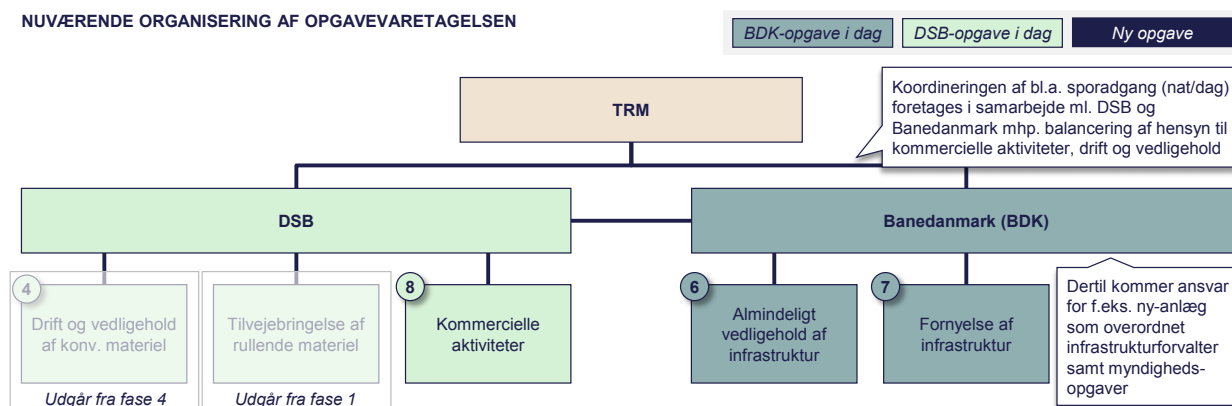 NUVÆRENDE ORGANISERING AF OPGAVEVARETAGELSEN
BDK-opgave i dag
DSB-opgave i dag
Ny opgave
TRM
Koordineringen af bl.a. sporadgang (nat/dag)
foretages i samarbejde ml. DSB og
Banedanmark mhp. balancering af hensyn til
kommercielle aktiviteter, drift og vedligehold
DSB
Banedanmark (BDK)
4
Drift og vedligehold
af konv. materiel
Udgår fra fase 4
Tilvejebringelse af
rullende materiel
Udgår fra fase 1
8
Kommercielle
aktiviteter
6
Almindeligt
vedligehold af
infrastruktur
7
Fornyelse af
infrastruktur
Dertil kommer ansvar
for f.eks. ny-anlæg
som overordnet
infrastrukturforvalter
samt myndigheds-
opgaver